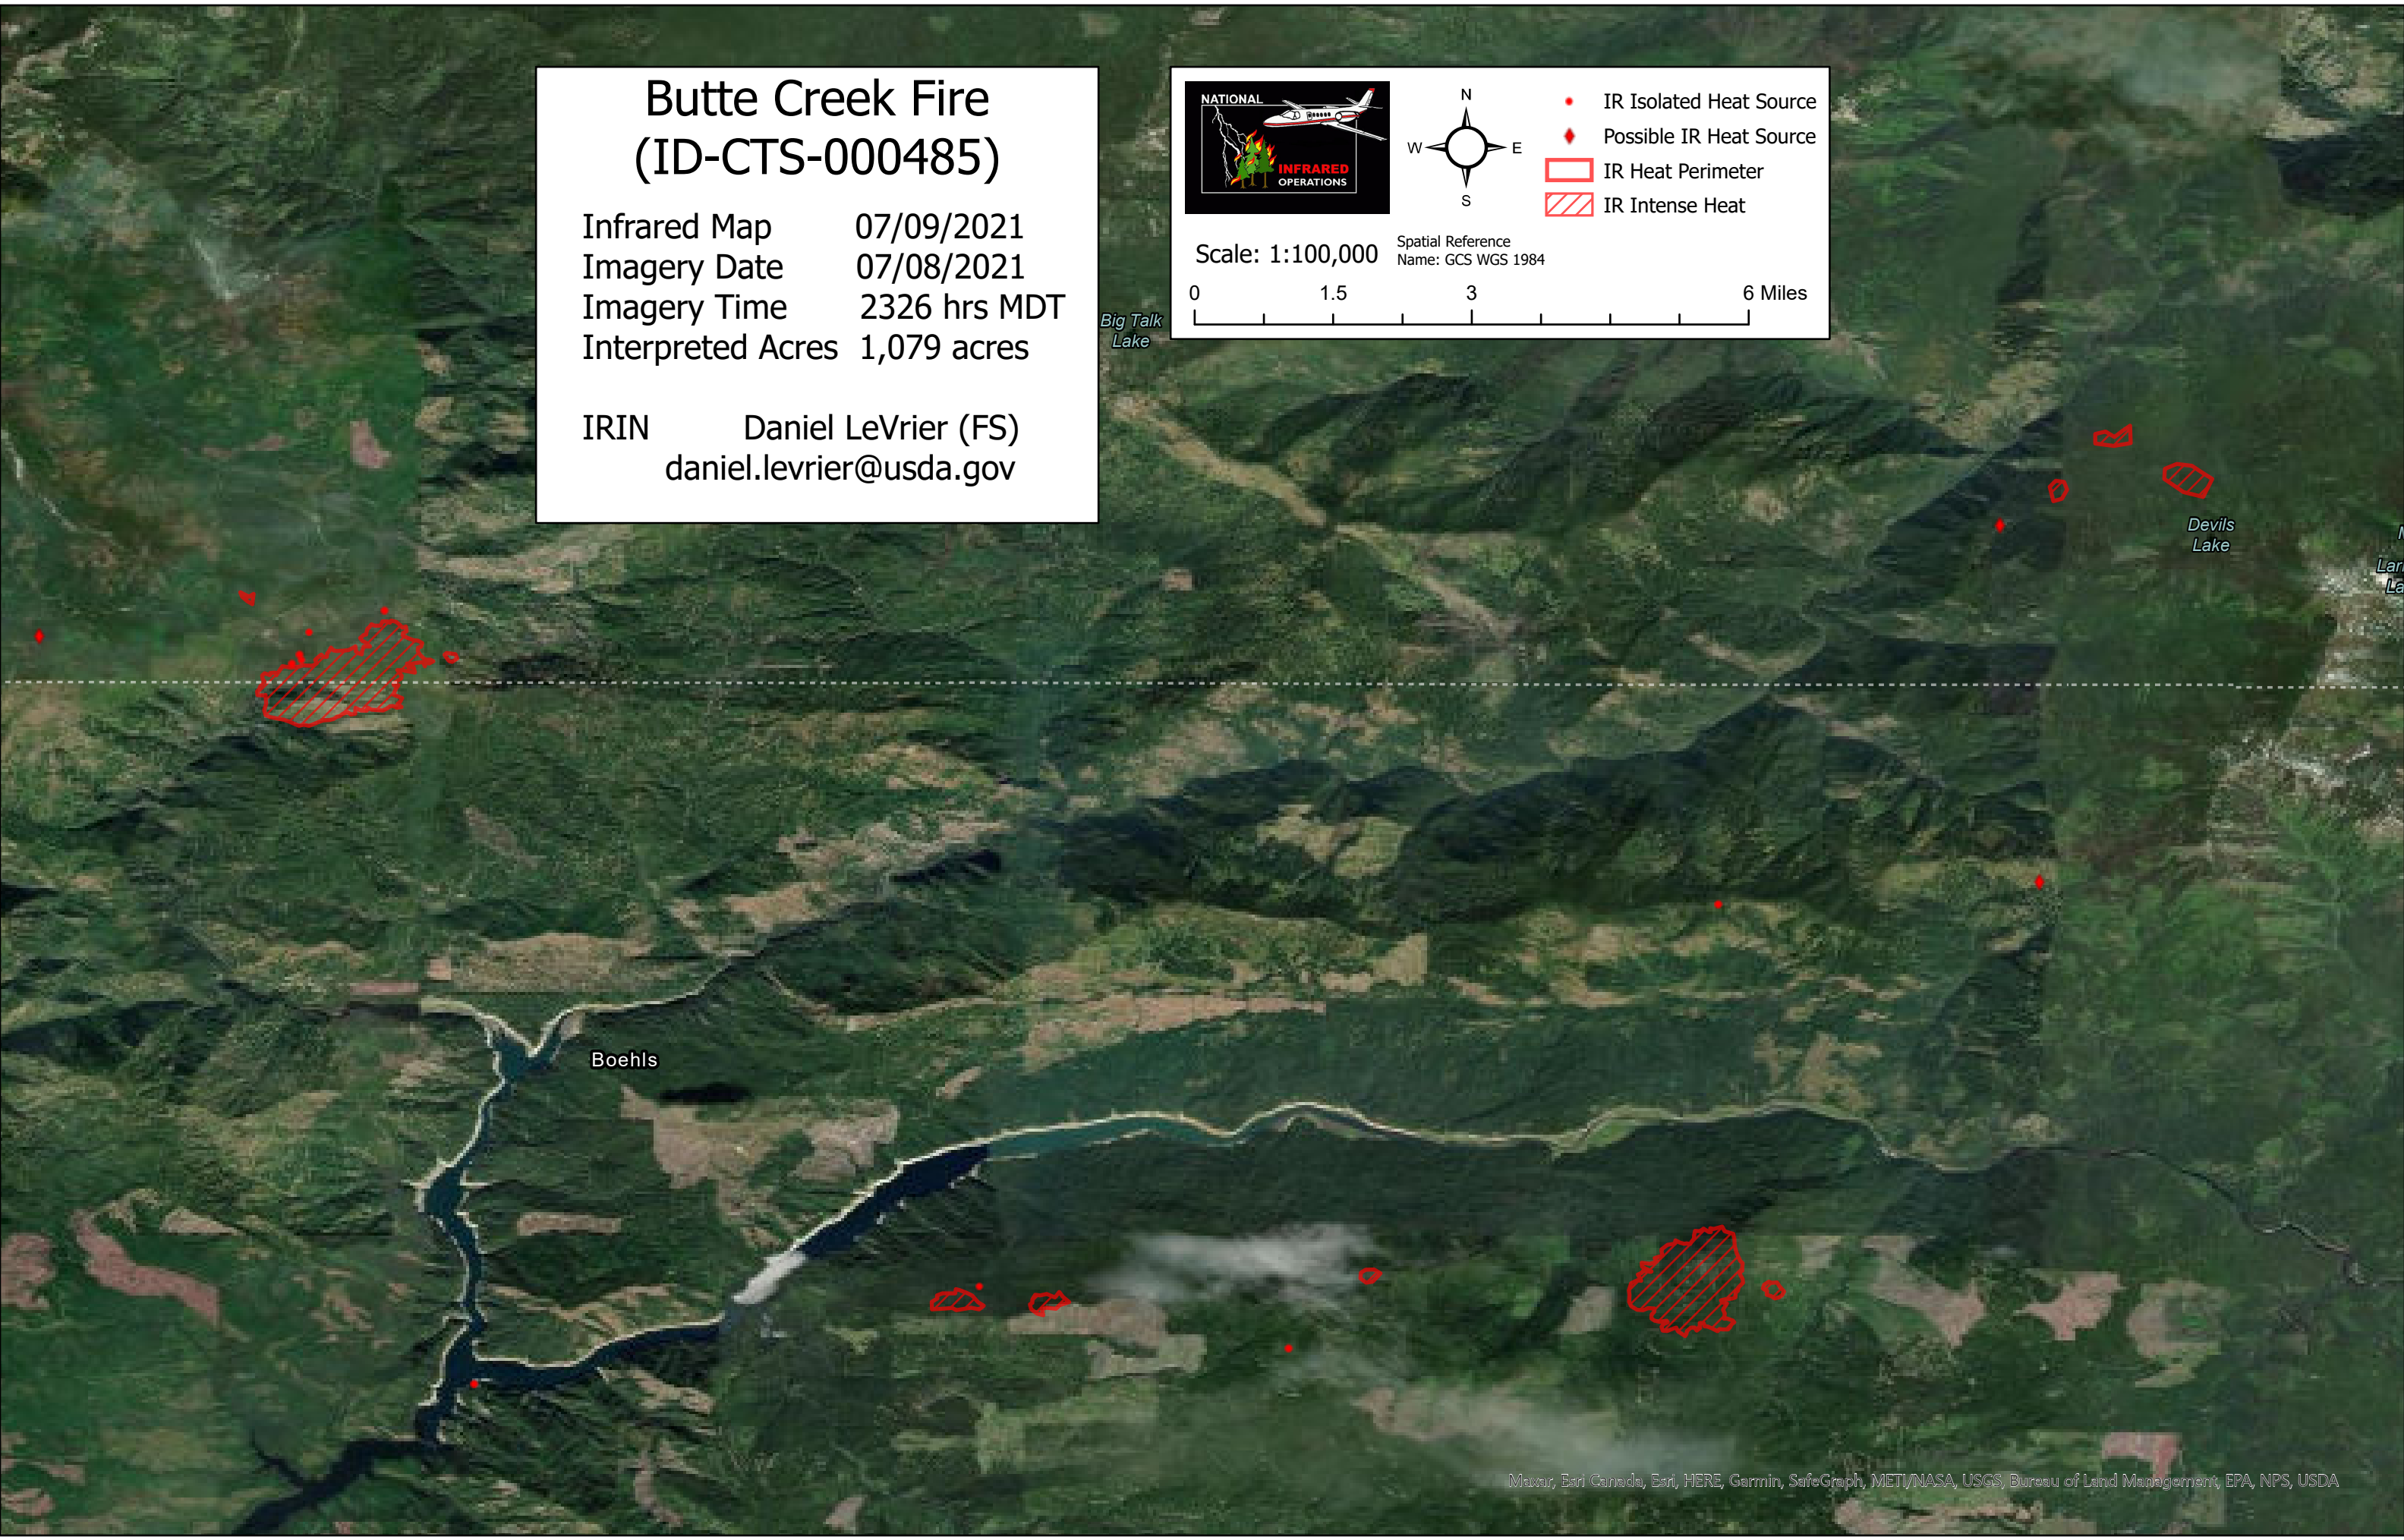 Butte Creek Fire
(ID-CTS-000485)
Infrared Map 07/09/2021
Imagery Date 07/08/2021
Imagery Time 2326 hrs MDT
Interpreted Acres 1,079 acres
IRIN Daniel LeVrier (FS)
daniel.levrier@usda.gov
NATIONAL
INFRARED
OPERATIONS
N
W E
S
IR Isolated Heat Source
Possible IR Heat Source
IR Heat Perimeter
IR Intense Heat
Scale: 1:100,000
Spatial Reference
Name: GCS WGS 1984
0 1.5 3 6 Miles
Big Talk
Lake
Devils
Lake
Boehls
Maxar, Esri Canada, Esri, HERE, Garmin, SafeGraph, METI/NASA, USGS, Bureau of Land Management, EPA, NPS, USDA